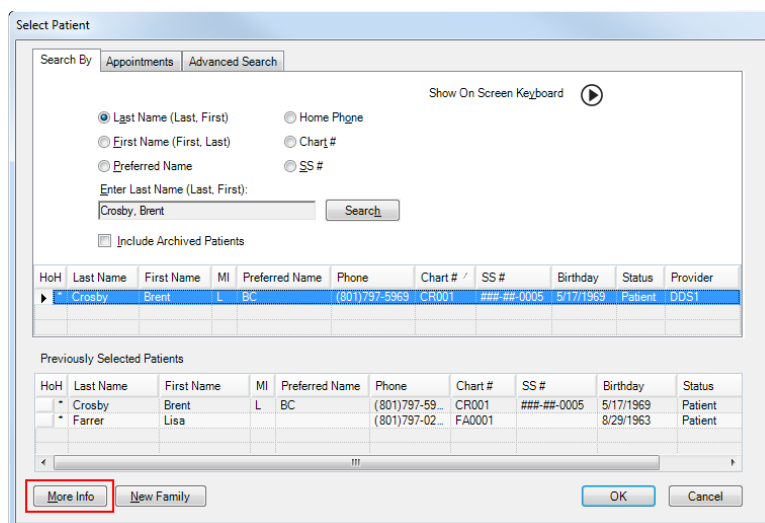 Select Patient
Search By Appointments Advanced Search
Show On Screen Keyboard
Last Name (Last, First) Home Phone
First Name (First, Last) Chart #
Preferred Name SS #
Enter Last Name (Last, First):
Crosby, Brent Search
Include Archived Patients
HoH Last Name First Name MI Preferred Name Phone Chart # SS # Birthday Status Provider
* Crosby Brent L BC (801)797-5969 CR001 ###-##-0005 5/17/1969 Patient DDS1
Previously Selected Patients
HoH Last Name First Name MI Preferred Name Phone Chart # SS # Birthday Status
* Crosby Brent L BC (801)797-59... CR001 ###-##-0005 5/17/1969 Patient
* Farrer Lisa (801)797-02... FA0001 8/29/1963 Patient
More Info New Family OK Cancel